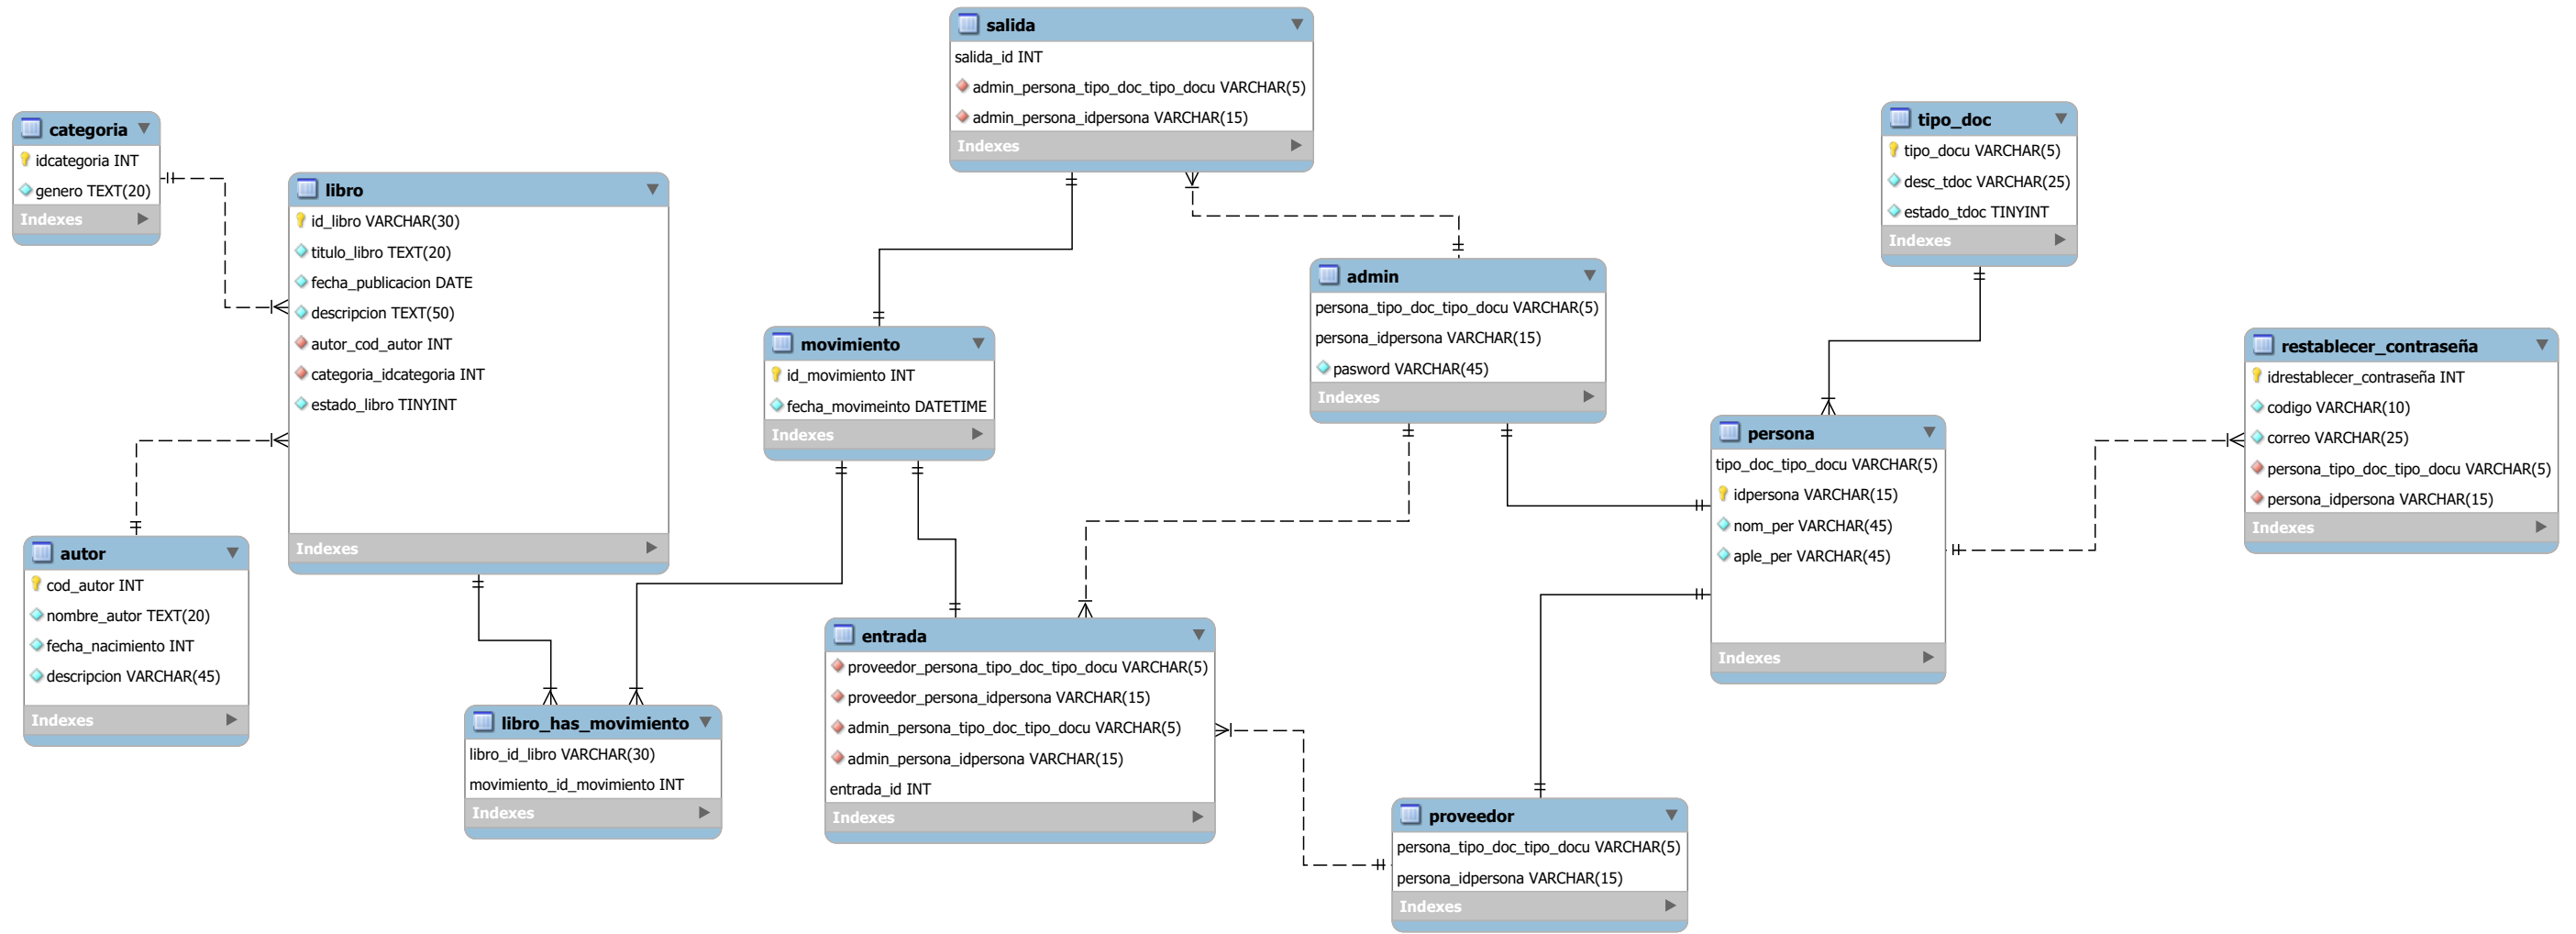 salida
salida_id INT
admin_persona_tipo_doc_tipo_docu VARCHAR(5)
admin_persona_idpersona VARCHAR(15)
Indexes
categoria
idcategoria INT
genero TEXT(20)
Indexes
tipo_doc
tipo_docu VARCHAR(5)
desc_tdoc VARCHAR(25)
estado_tdoc TINYINT
Indexes
libro
id_libro VARCHAR(30)
titulo_libro TEXT(20)
fecha_publicacion DATE
descripcion TEXT(50)
autor_cod_autor INT
categoria_idcategoria INT
estado_libro TINYINT
Indexes
admin
persona_tipo_doc_tipo_docu VARCHAR(5)
persona_idpersona VARCHAR(15)
pasword VARCHAR(45)
Indexes
movimiento
id_movimiento INT
fecha_movimeinto DATETIME
Indexes
restablecer_contraseña
idrestablecer_contraseña INT
codigo VARCHAR(10)
correo VARCHAR(25)
persona_tipo_doc_tipo_docu VARCHAR(5)
persona_idpersona VARCHAR(15)
Indexes
persona
tipo_doc_tipo_docu VARCHAR(5)
idpersona VARCHAR(15)
nom_per VARCHAR(45)
aple_per VARCHAR(45)
Indexes
autor
cod_autor INT
nombre_autor TEXT(20)
fecha_nacimiento INT
descripcion VARCHAR(45)
Indexes
entrada
proveedor_persona_tipo_doc_tipo_docu VARCHAR(5)
proveedor_persona_idpersona VARCHAR(15)
admin_persona_tipo_doc_tipo_docu VARCHAR(5)
admin_persona_idpersona VARCHAR(15)
entrada_id INT
Indexes
libro_has_movimiento
libro_id_libro VARCHAR(30)
movimiento_id_movimiento INT
Indexes
proveedor
persona_tipo_doc_tipo_docu VARCHAR(5)
persona_idpersona VARCHAR(15)
Indexes